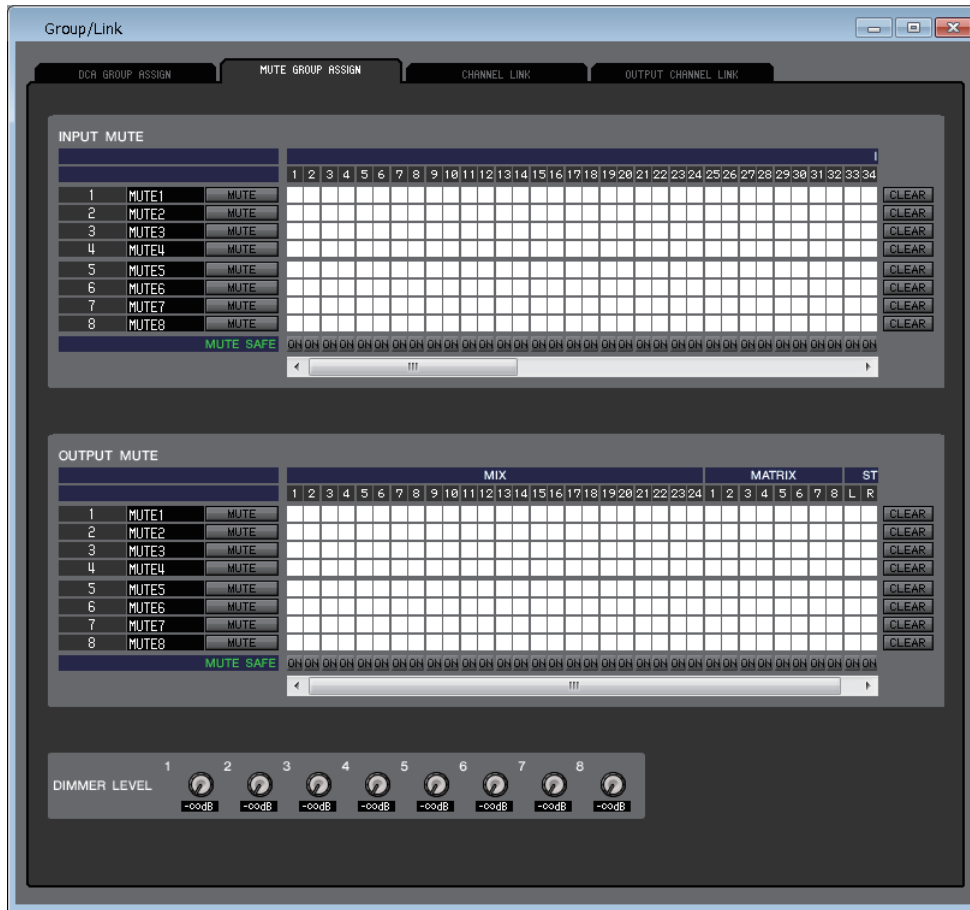 Group/Link
DCA GROUP ASSIGN MUTE GROUP ASSIGN CHANNEL LINK OUTPUT CHANNEL LINK
INPUT MUTE
I
1 2 3 4 5 6 7 8 9 10 11 12 13 14 15 16 17 18 19 20 21 22 23 24 25 26 27 28 29 30 31 32 33 34
1 MUTE1 MUTE CLEAR
2 MUTE2 MUTE CLEAR
3 MUTE3 MUTE CLEAR
4 MUTE4 MUTE CLEAR
5 MUTE5 MUTE CLEAR
6 MUTE6 MUTE CLEAR
7 MUTE7 MUTE CLEAR
8 MUTE8 MUTE CLEAR
MUTE SAFE ON ON ON ON ON ON ON ON ON ON ON ON ON ON ON ON ON ON ON ON ON ON ON ON ON ON ON ON ON ON ON ON ON ON
OUTPUT MUTE
MIX MATRIX ST
1 2 3 4 5 6 7 8 9 10 11 12 13 14 15 16 17 18 19 20 21 22 23 24 1 2 3 4 5 6 7 8 L R
1 MUTE1 MUTE CLEAR
2 MUTE2 MUTE CLEAR
3 MUTE3 MUTE CLEAR
4 MUTE4 MUTE CLEAR
5 MUTE5 MUTE CLEAR
6 MUTE6 MUTE CLEAR
7 MUTE7 MUTE CLEAR
8 MUTE8 MUTE CLEAR
MUTE SAFE ON ON ON ON ON ON ON ON ON ON ON ON ON ON ON ON ON ON ON ON ON ON ON ON ON ON ON ON ON ON ON ON ON ON
1 2 3 4 5 6 7 8
DIMMER LEVEL
-∞dB -∞dB -∞dB -∞dB -∞dB -∞dB -∞dB -∞dB